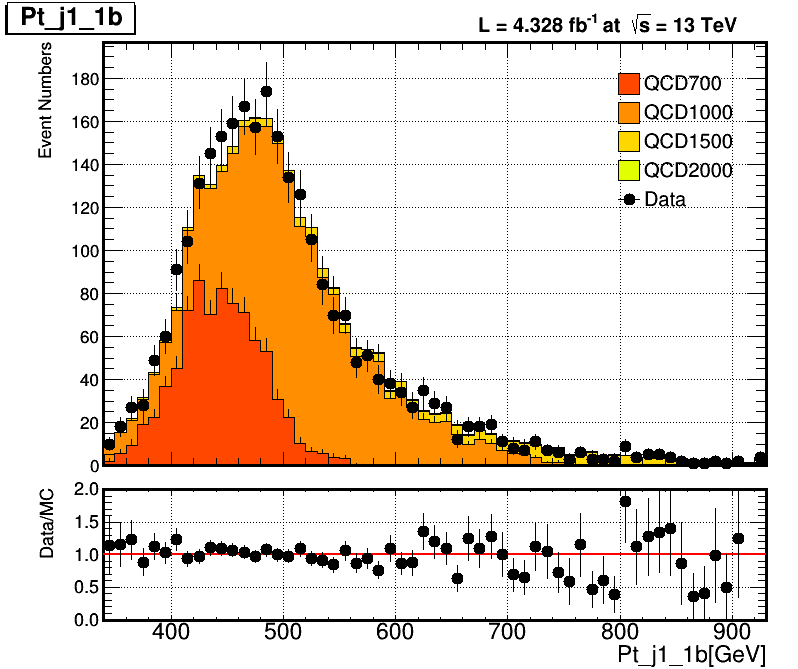 Pt_j1_1b
L = 4.328 fb-1 at √s = 13 TeV
Event Numbers
180
160
140
120
100
80
60
40
20
0
QCD700
QCD1000
QCD1500
QCD2000
Data
Data/MC
2.0
1.5
1.0
0.5
0.0
400 500 600 700 800 900
Pt_j1_1b[GeV]